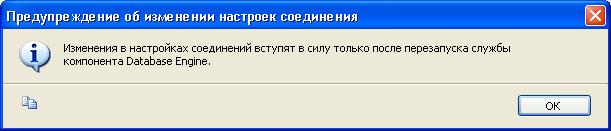 Предупреждение об изменении настроек соединения
Изменения в настройках соединений вступят в силу только после перезапуска службы
компонента Database Engine.
OK